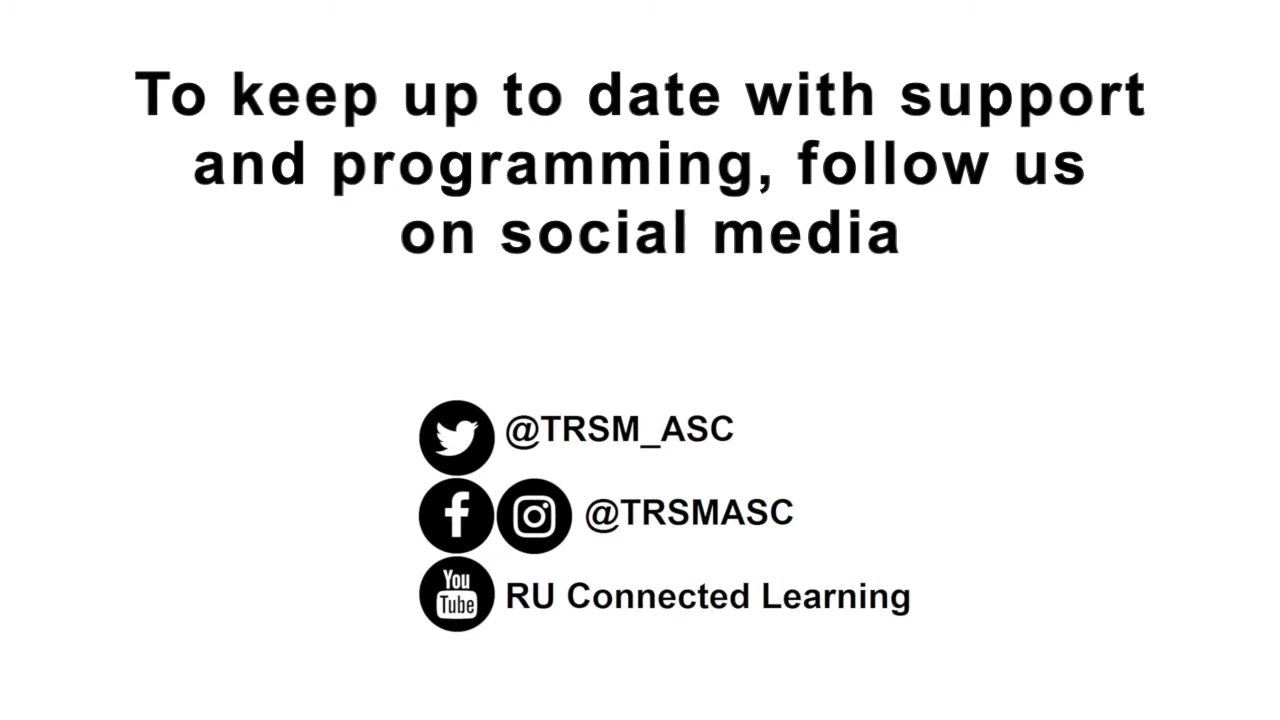 To keep up to date with support
and programming, follow us
on social media
@TRSM_ASC
@TRSMASC
You
Tube
RU Connected Learning